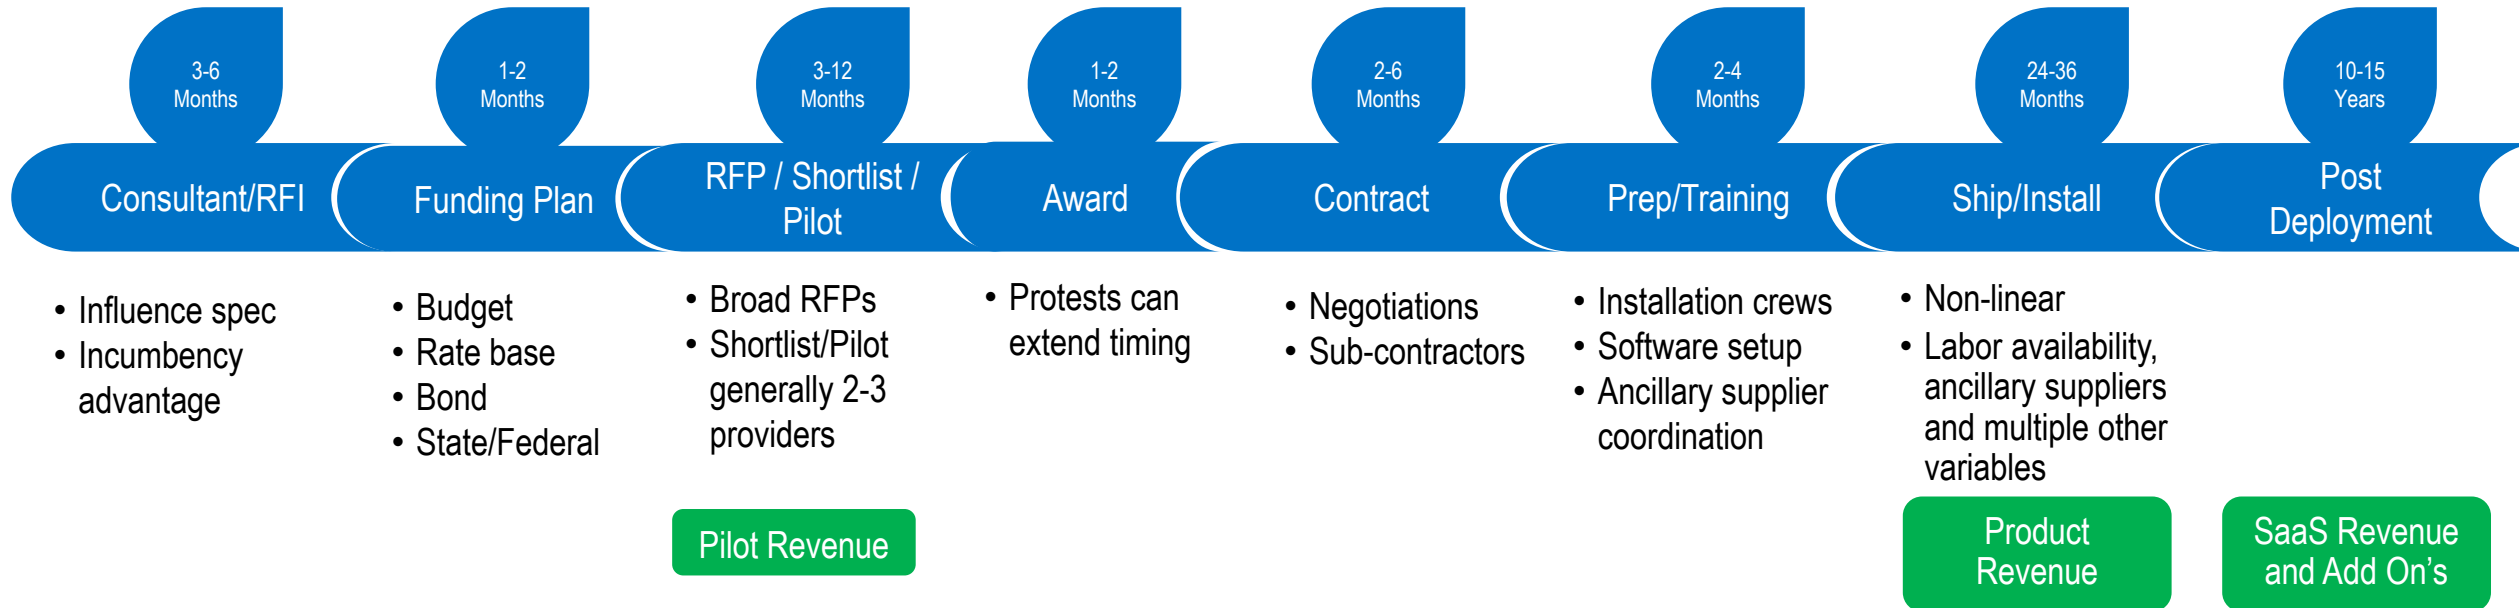 3-6
Months
1-2
Months
3-12
Months
1-2
Months
2-6
Months
2-4
Months
24-36
Months
10-15
Years
Consultant/RFI
Funding Plan
RFP / Shortlist /
Pilot
Award
Contract
Prep/Training
Ship/Install
Post
Deployment
• Influence spec
• Incumbency
advantage
• Budget
• Rate base
• Bond
• State/Federal
• Broad RFPs
• Shortlist/Pilot
generally 2-3
providers
• Protests can
extend timing
• Negotiations
• Sub-contractors
• Installation crews
• Software setup
• Ancillary supplier
coordination
• Non-linear
• Labor availability,
ancillary suppliers
and multiple other
variables
Pilot Revenue
Product
Revenue
SaaS Revenue
and Add On’s